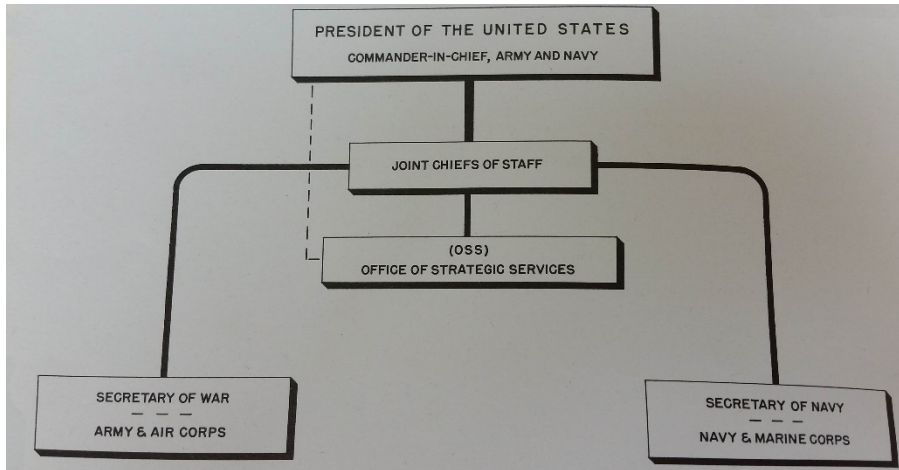 PRESIDENT OF THE UNITED STATES
COMMANDER-IN-CHIEF, ARMY AND NAVY
JOINT CHIEFS OF STAFF
(OSS)
OFFICE OF STRATEGIC SERVICES
SECRETARY OF WAR
ARMY & AIR CORPS
SECRETARY OF NAVY
NAVY & MARINE CORPS